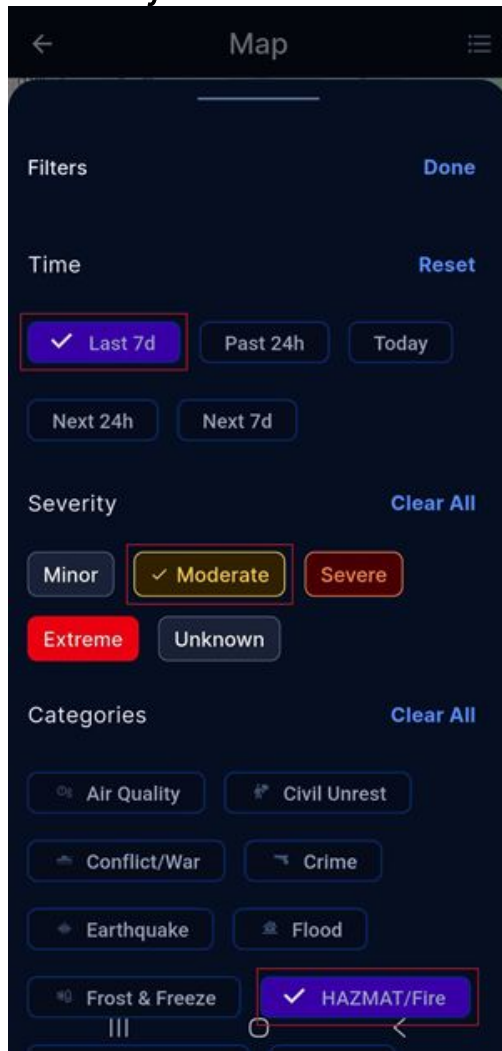 Map
Filters Done
Time Reset
Last 7d Past 24h Today
Next 24h Next 7d
Severity Clear All
Minor Moderate Severe
Extreme Unknown
Categories Clear All
Air Quality Civil Unrest
Conflict/War Crime
Earthquake Flood
Frost & Freeze HAZMAT/Fire